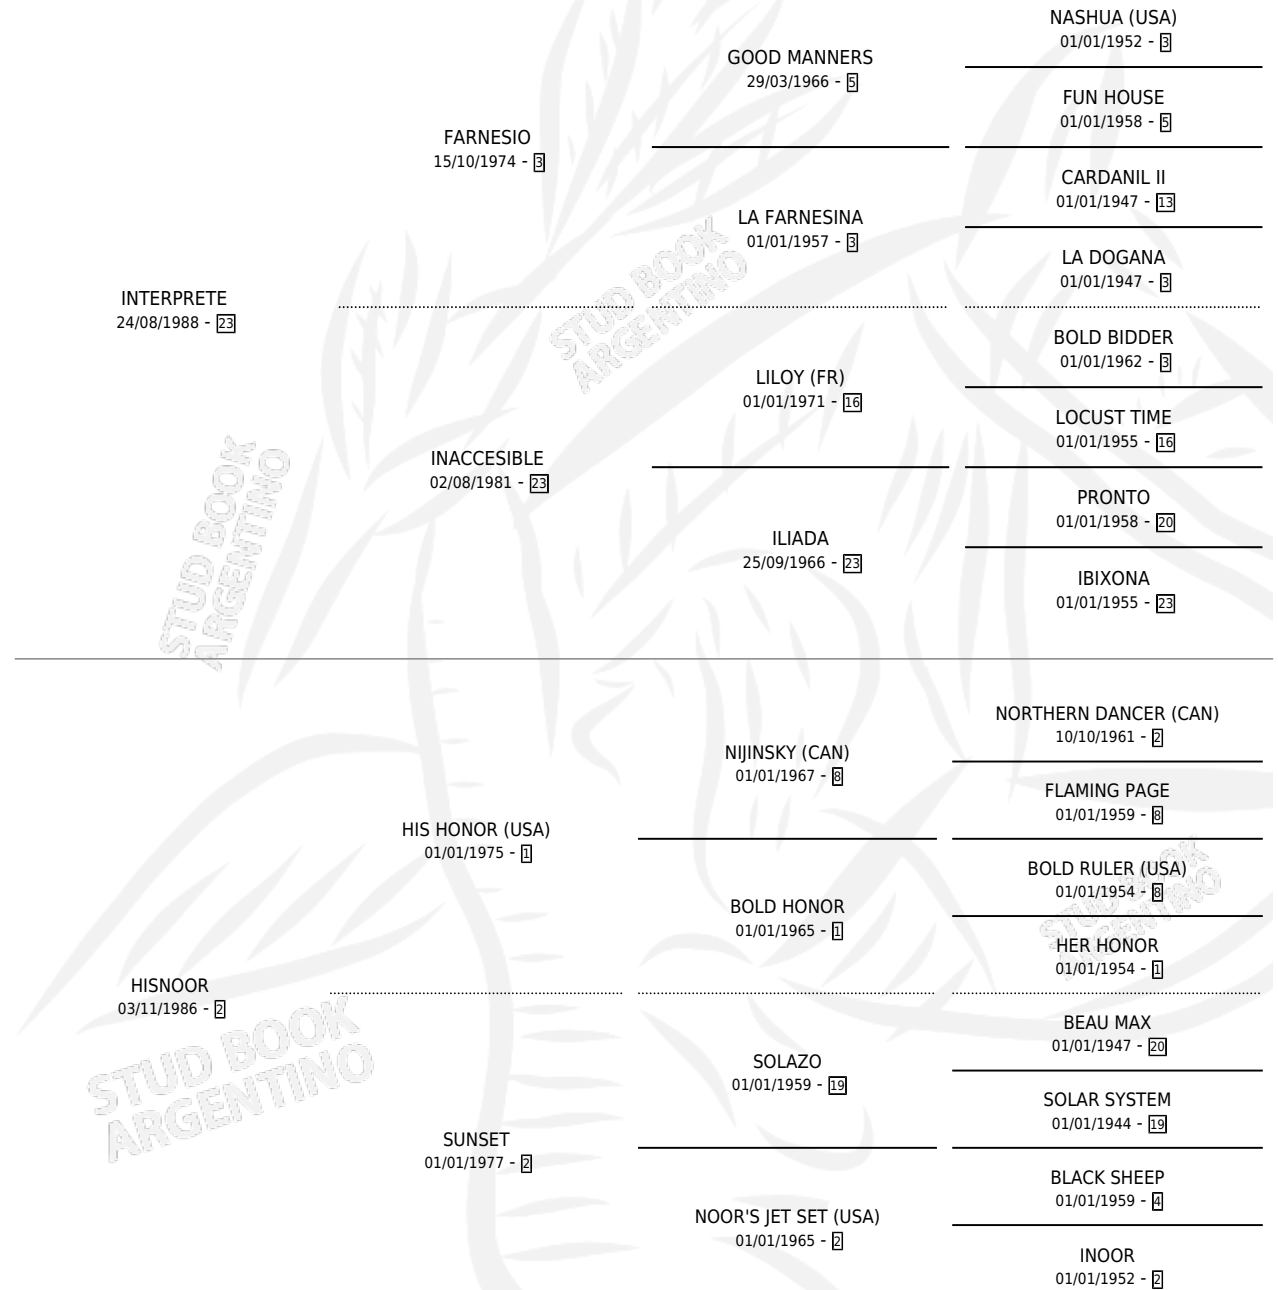 NASHUA (USA)
01/01/1952 - 3
GOOD MANNERS
29/03/1966 - 5
FUN HOUSE
01/01/1958 - 5
FARNESIO
15/10/1974 - 3
CARDANIL II
01/01/1947 - 13
LA FARNESINA
01/01/1957 - 3
LA DOGANA
01/01/1947 - 3
INTERPRETE
24/08/1988 - 23
STUD BOOK
ARGENTINO
BOLD BIDDER
01/01/1962 - 3
LILOY (FR)
01/01/1971 - 16
LOCUST TIME
01/01/1955 - 16
INACCESIBLE
02/08/1981 - 23
PRONTO
01/01/1958 - 20
ILIADA
25/09/1966 - 23
IBIXONA
01/01/1955 - 23
STUD BOOK
ARGENTINO
NORTHERN DANCER (CAN)
10/10/1961 - 2
NIJINSKY (CAN)
01/01/1967 - 8
FLAMING PAGE
01/01/1959 - 8
HIS HONOR (USA)
01/01/1975 - 1
BOLD RULER (USA)
01/01/1954 - 8
STUD BOOK
ARGENTINO
BOLD HONOR
01/01/1965 - 1
HER HONOR
01/01/1954 - 1
HISNOOR
03/11/1986 - 2
STUD BOOK
ARGENTINO
BEAU MAX
01/01/1947 - 20
SOLAZO
01/01/1959 - 19
SOLAR SYSTEM
01/01/1944 - 19
SUNSET
01/01/1977 - 2
BLACK SHEEP
01/01/1959 - 4
NOOR'S JET SET (USA)
01/01/1965 - 2
INOOR
01/01/1952 - 2